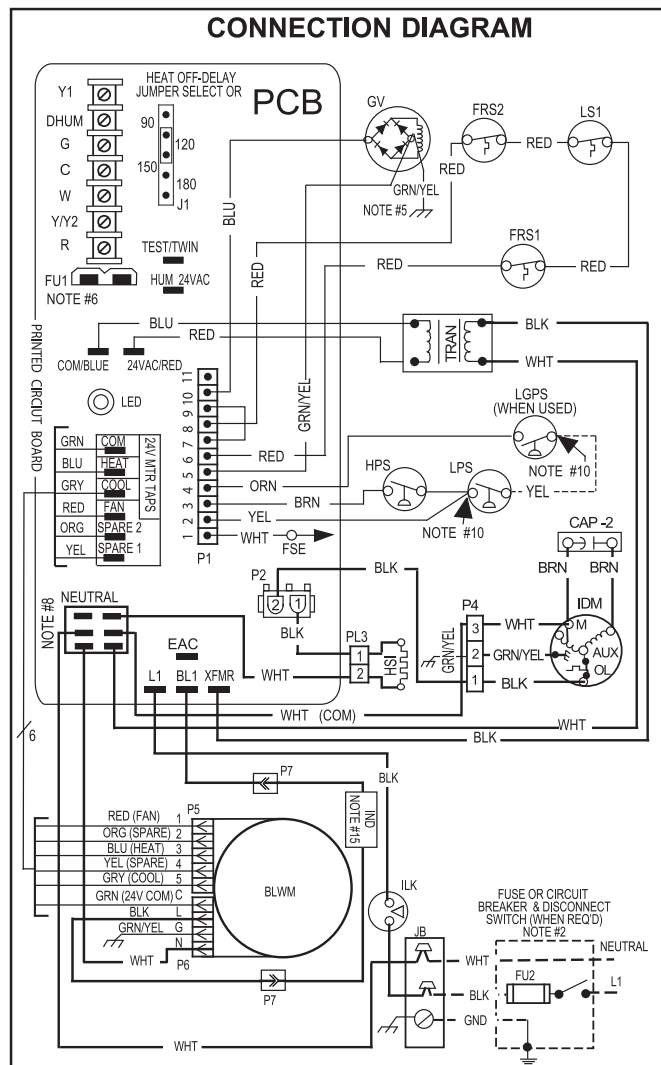 CONNECTION DIAGRAM
PCB
HEAT OFF-DELAY
JUMPER SELECT OR
Y1
DHUM
G
C
W
Y/Y2
R
90
120
150
180
J1
TEST/TWIN
HUM 24VAC
FU1
NOTE #6
GV
GRN/YEL
NOTE #5
FRS2
RED
LS1
RED
RED
FRS1
RED
RED
BLU
RED
GRN/YEL
BLU
RED
COM/BLUE
24VAC/RED
TRAN
BLK
WHT
PRINTED CIRCIUT BOARD
LED
GRN
COM
BLU
HEAT
GRY
COOL
RED
FAN
ORG
SPARE 2
YEL
SPARE 1
24V MTR TAPS
11
10
9
8
7
6
5
4
3
2
1
P1
RED
ORN
BRN
YEL
WHT
FSE
LGPS
(WHEN USED)
NOTE #10
YEL
HPS
LPS
NOTE #10
CAP -2
BRN
BRN
IDM
M
AUX
OL
P2
2
1
BLK
BLK
P4
3
2
1
WHT
GRN/YEL
GRN/YEL
BLK
PL3
1
2
HSI
WHT
NOTE #8
NEUTRAL
EAC
L1
BL1
XFMR
WHT (COM)
WHT
BLK
6
BLK
P7
IND
NOTE #15
P5
RED (FAN) 1
ORG (SPARE) 2
BLU (HEAT) 3
YEL (SPARE) 4
GRY (COOL) 5
GRN (24V COM) C
BLK L
GRN/YEL G
N
WHT
P6
BLWM
P7
WHT
ILK
JB
WHT
BLK
GND
FUSE OR CIRCUIT
BREAKER & DISCONNECT
SWITCH (WHEN REQ'D)
NOTE #2
NEUTRAL
FU2
L1